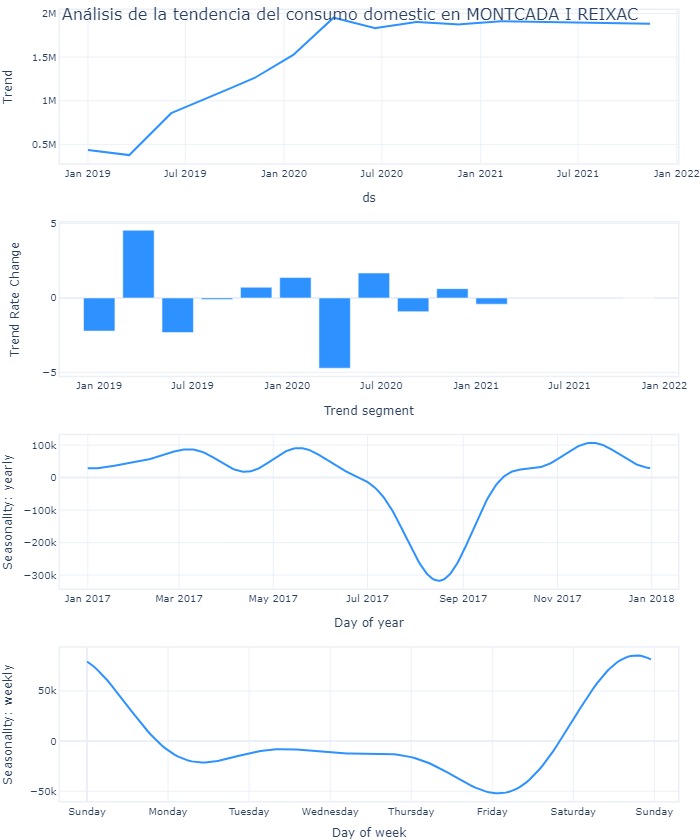 Análisis de la tendencia del consumo domestic en MONTCADA I REIXAC
Trend
2M
1.5M
1M
0.5M
Jan 2019 Jul 2019 Jan 2020 Jul 2020 Jan 2021 Jul 2021 Jan 2022
ds
Trend Rate Change
5
0
−5
Jan 2019 Jul 2019 Jan 2020 Jul 2020 Jan 2021 Jul 2021 Jan 2022
Trend segment
Seasonality: yearly
100k
0
−100k
−200k
−300k
Jan 2017 Mar 2017 May 2017 Jul 2017 Sep 2017 Nov 2017 Jan 2018
Day of year
Seasonality: weekly
50k
0
−50k
Sunday Monday Tuesday Wednesday Thursday Friday Saturday Sunday
Day of week